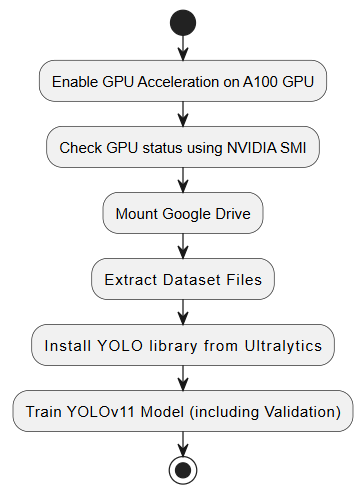 Enable GPU Acceleration on A100 GPU
Check GPU status using NVIDIA SMI
Mount Google Drive
Extract Dataset Files
Install YOLO library from Ultralytics
Train YOLOv11 Model (including Validation)